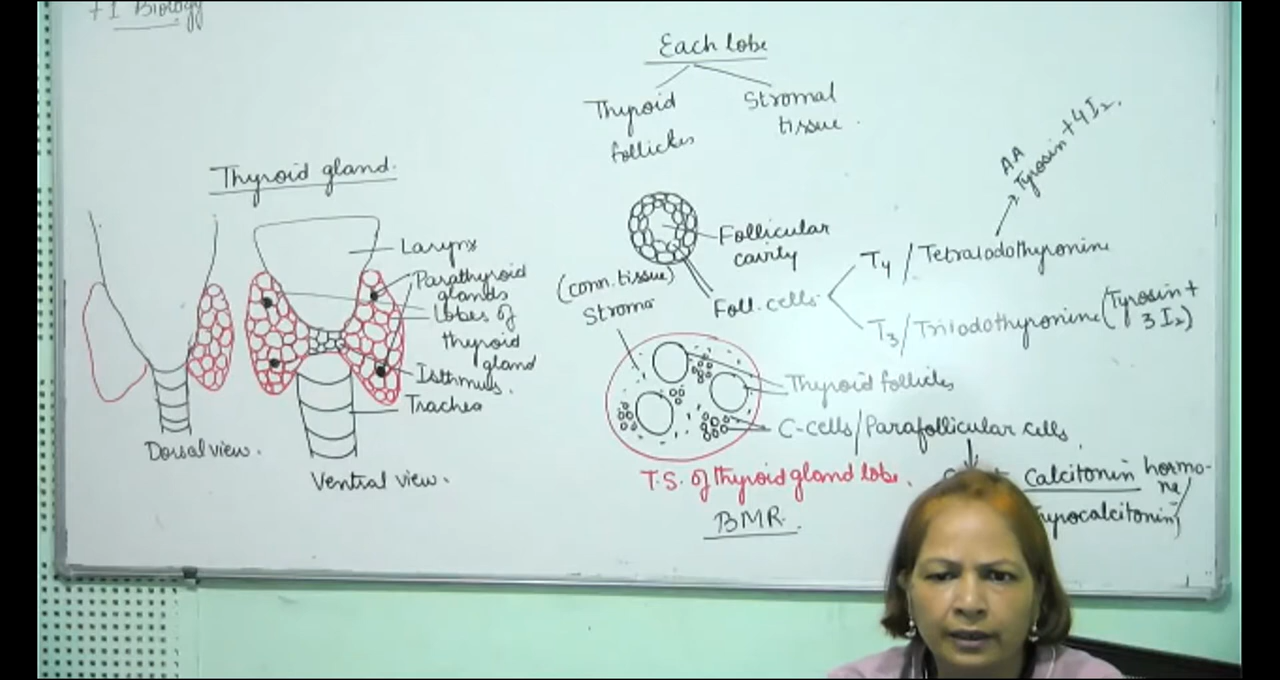 +1 Biology
Each lobe
Thyroid
follicles
Stromal
tissue.
Thyroid gland.
Larynx
Parathyroid
glands
Lobes of
thyroid
gland
Isthmus.
Trachea
Dorsal view.
Ventral view.
Follicular
cavity
(conn. tissue)
Stroma
Foll. cells
T4 / Tetraiodothyronine
AA
Tyrosin + 4I2.
T3 / Triiodothyronine (Tyrosin +
3 I2)
Thyroid follicles
C-cells/Parafollicular cells.
T.S. of thyroid gland lobe.
Calcitonin hormo-
ne/
BMR.